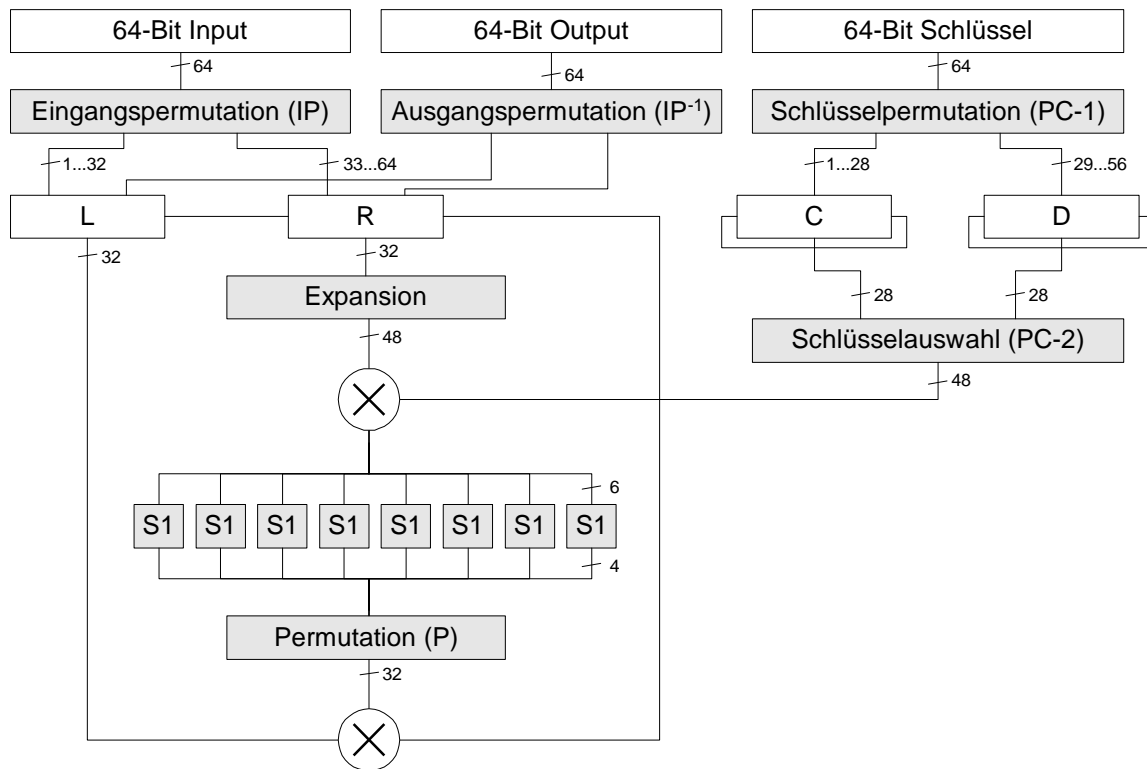 64-Bit Input
64-Bit Output
64-Bit Schlüssel
64
64
64
Eingangspermutation (IP)
Ausgangspermutation (IP-1)
Schlüsselpermutation (PC-1)
1...32
33...64
1...28
29...56
L
R
C
D
32
32
28
28
Expansion
Schlüsselauswahl (PC-2)
48
48
6
S1
S1
S1
S1
S1
S1
S1
S1
4
Permutation (P)
32